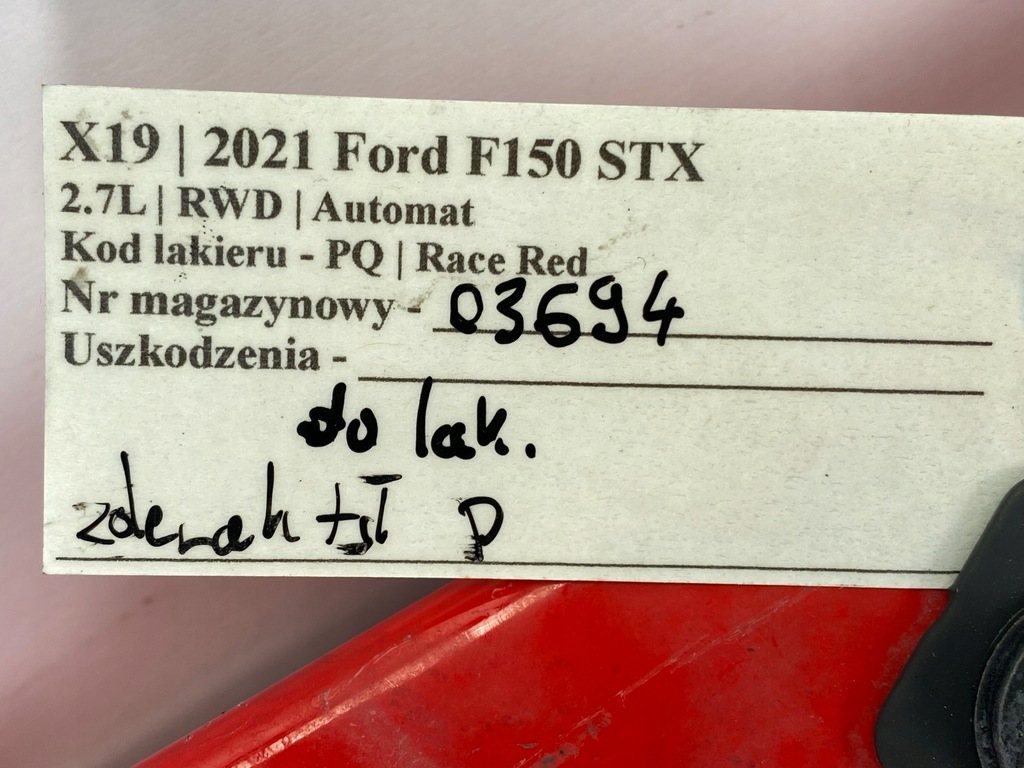 X19 | 2021 Ford F150 STX
2.7L | RWD | Automat
Kod lakieru - PQ | Race Red
Nr magazynowy - 03694
Uszkodzenia -
do lak.
zderzak tył P